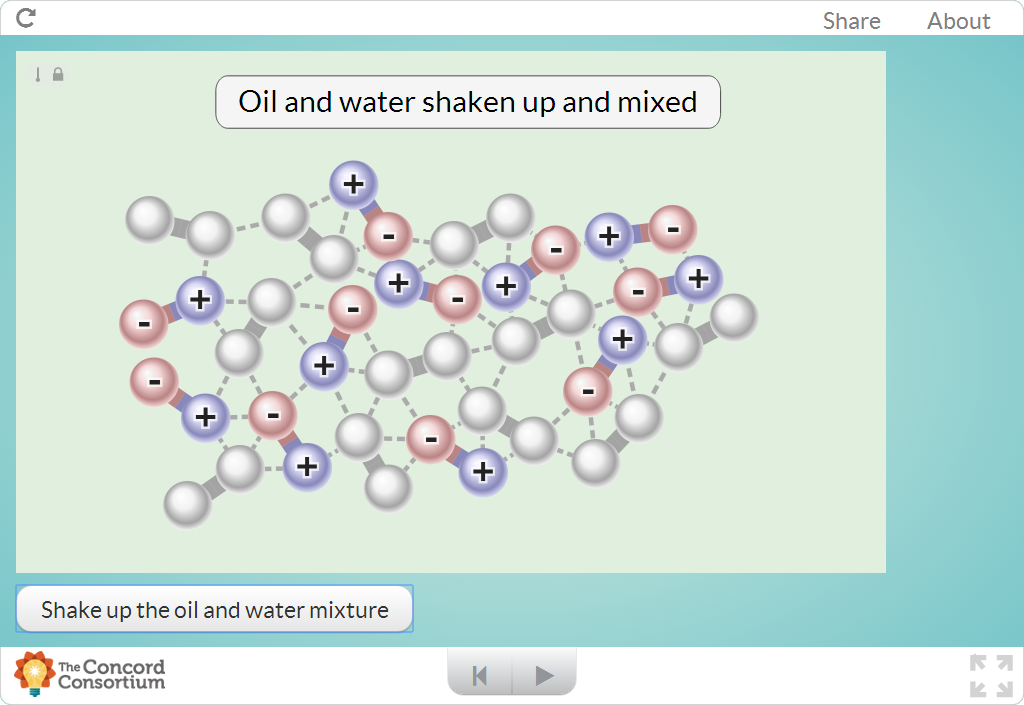 Share About
Oil and water shaken up and mixed
Shake up the oil and water mixture
The Concord
Consortium